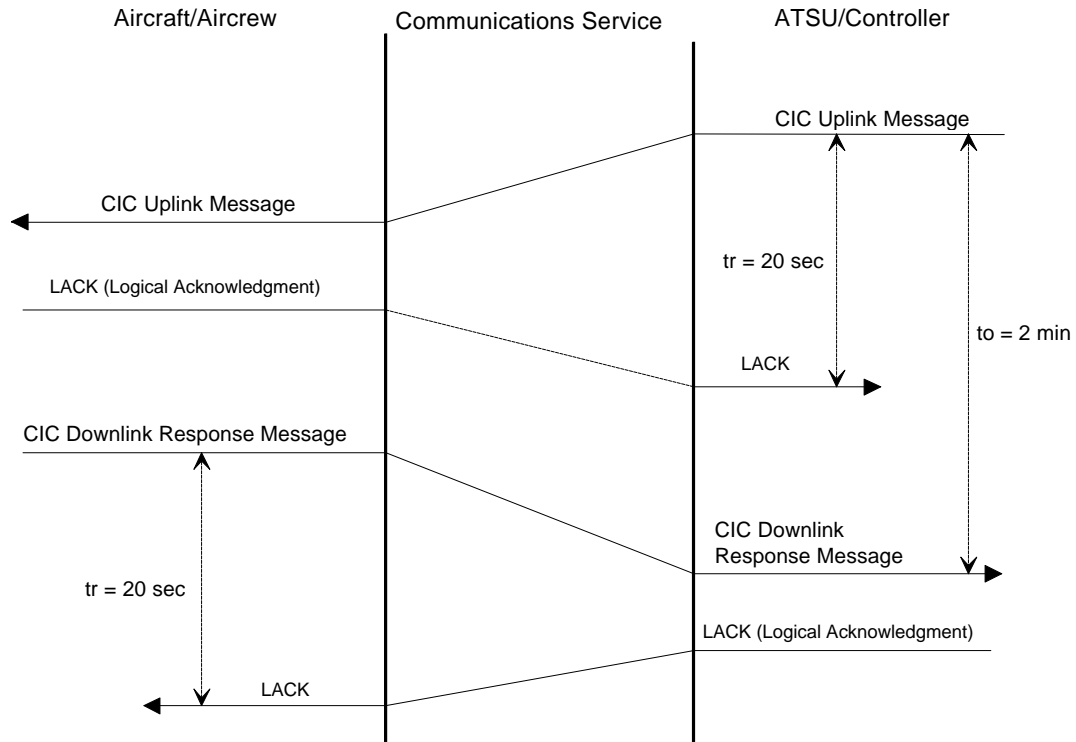 Aircraft/Aircrew
Communications Service
ATSU/Controller
CIC Uplink Message
CIC Uplink Message
tr = 20 sec
LACK (Logical Acknowledgment)
to = 2 min
LACK
CIC Downlink Response Message
CIC Downlink
Response Message
tr = 20 sec
LACK (Logical Acknowledgment)
LACK